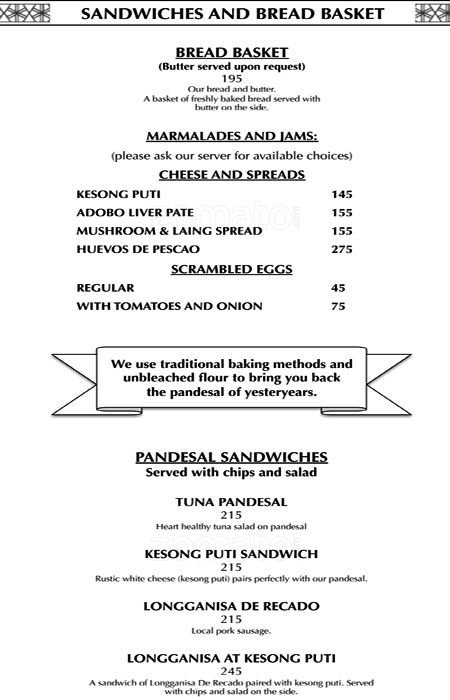 SANDWICHES AND BREAD BASKET
BREAD BASKET
(Butter served upon request)
195
Our bread and butter.
A basket of freshly baked bread served with
butter on the side.
MARMALADES AND JAMS:
(please ask our server for available choices)
CHEESE AND SPREADS
KESONG PUTI 145
ADOBO LIVER PATE 155
MUSHROOM & LAING SPREAD 155
HUEVOS DE PESCAO 275
SCRAMBLED EGGS
REGULAR 45
WITH TOMATOES AND ONION 75
We use traditional baking methods and
unbleached flour to bring you back
the pandesal of yesteryears.
PANDESAL SANDWICHES
Served with chips and salad
TUNA PANDESAL
215
Heart healthy tuna salad on pandesal
KESONG PUTI SANDWICH
215
Rustic white cheese (kesong puti) pairs perfectly with our pandesal.
LONGGANISA DE RECADO
215
Local pork sausage.
LONGGANISA AT KESONG PUTI
245
A sandwich of Longganisa De Recado paired with kesong puti. Served
with chips and salad on the side.